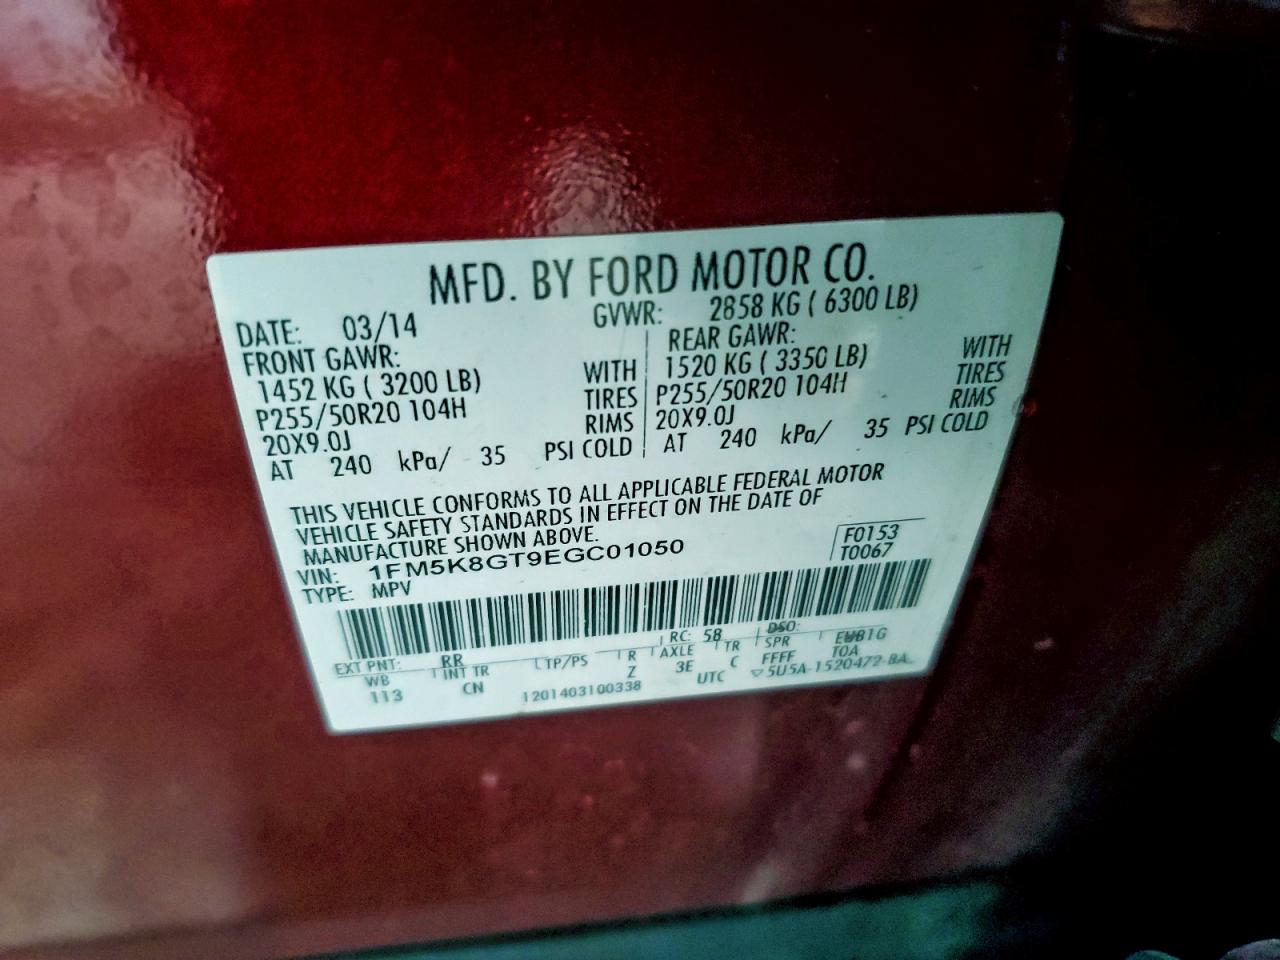 MFD. BY FORD MOTOR CO.
DATE: 03/14 GVWR: 2858 KG ( 6300 LB)
FRONT GAWR: REAR GAWR:
1452 KG ( 3200 LB) WITH 1520 KG ( 3350 LB) WITH
P255/50R20 104H TIRES P255/50R20 104H TIRES
20X9.0J RIMS 20X9.0J RIMS
AT 240 kPa/ 35 PSI COLD AT 240 kPa/ 35 PSI COLD
THIS VEHICLE CONFORMS TO ALL APPLICABLE FEDERAL MOTOR
VEHICLE SAFETY STANDARDS IN EFFECT ON THE DATE OF
MANUFACTURE SHOWN ABOVE.
VIN: 1FM5K8GT9EGC01050 F0153
TYPE: MPV T0067
EXT PNT: RR RC: 58 DSO:
WB INT TR TP/PS R AXLE TR SPR EUB1G
113 CN Z 3E C FFFF TOA
1201403100338 UTC ▽5U5A-1520472-BA